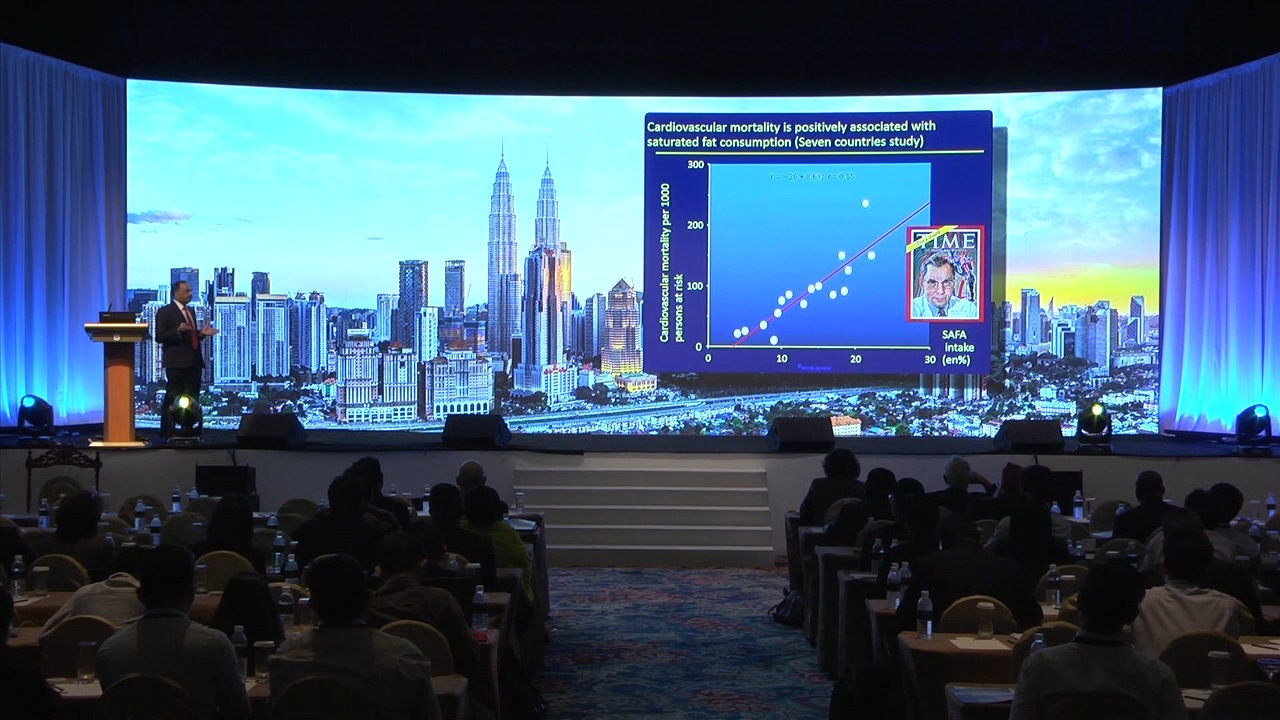 Cardiovascular mortality is positively associated with
saturated fat consumption (Seven countries study)
300
200
100
0
Cardiovascular mortality per 1000
persons at risk
0
10
20
30
TIME
SAFA
intake
(en%)